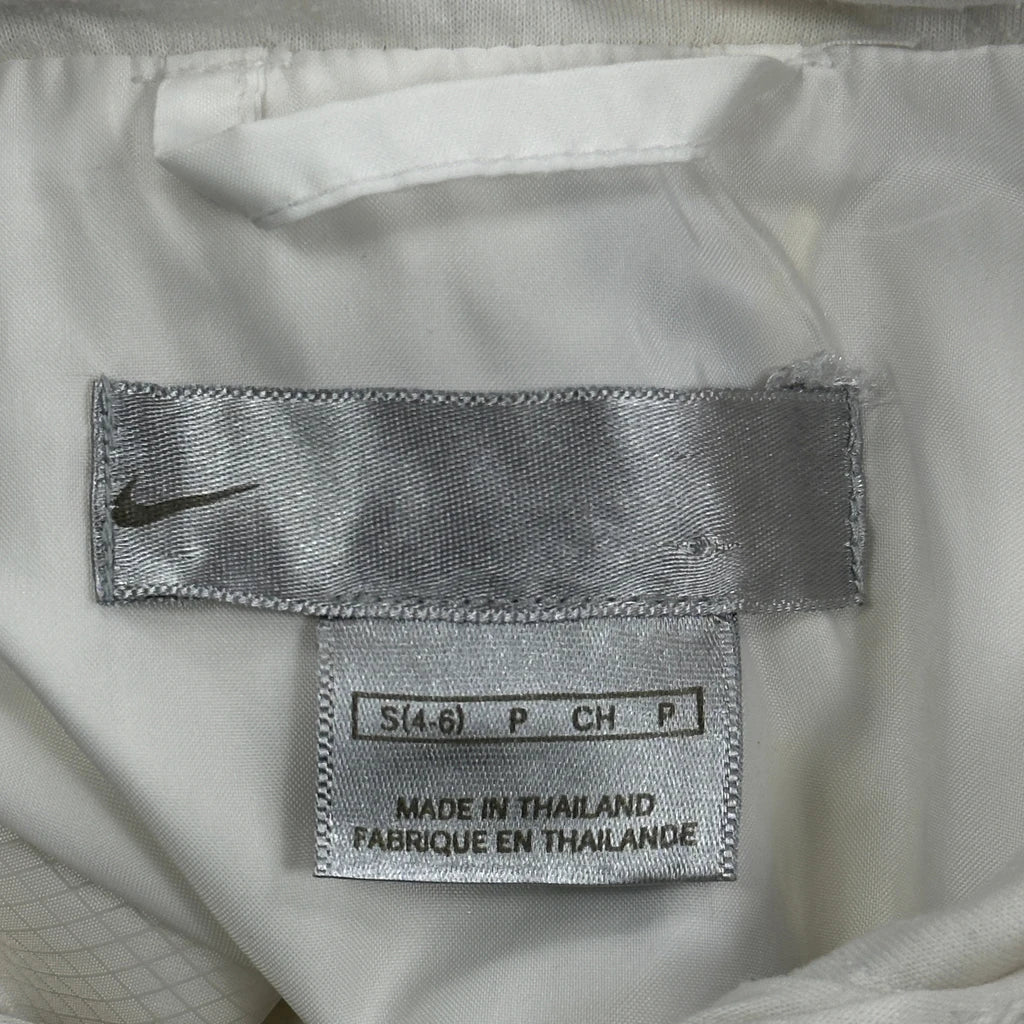 S(4-6) P CH P
MADE IN THAILAND
FABRIQUE EN THAILANDE